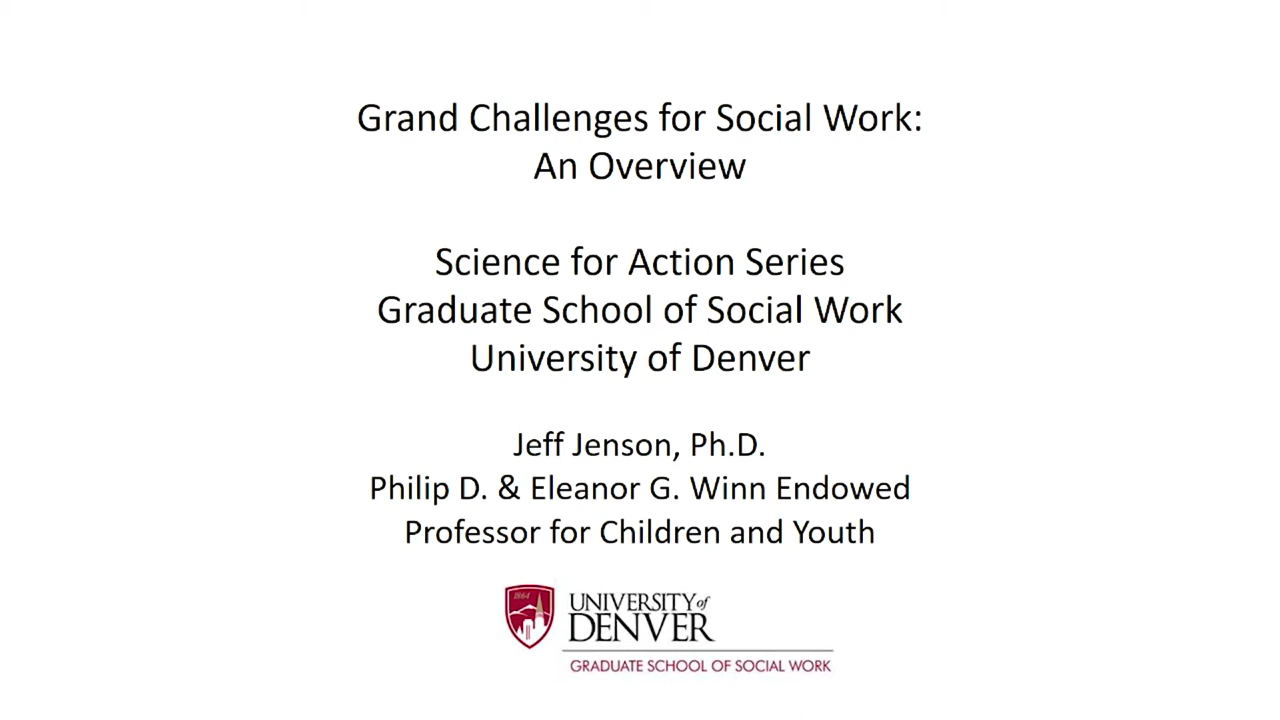 Grand Challenges for Social Work:
An Overview
Science for Action Series
Graduate School of Social Work
University of Denver
Jeff Jenson, Ph.D.
Philip D. & Eleanor G. Winn Endowed
Professor for Children and Youth
1864
UNIVERSITY of
DENVER
GRADUATE SCHOOL OF SOCIAL WORK